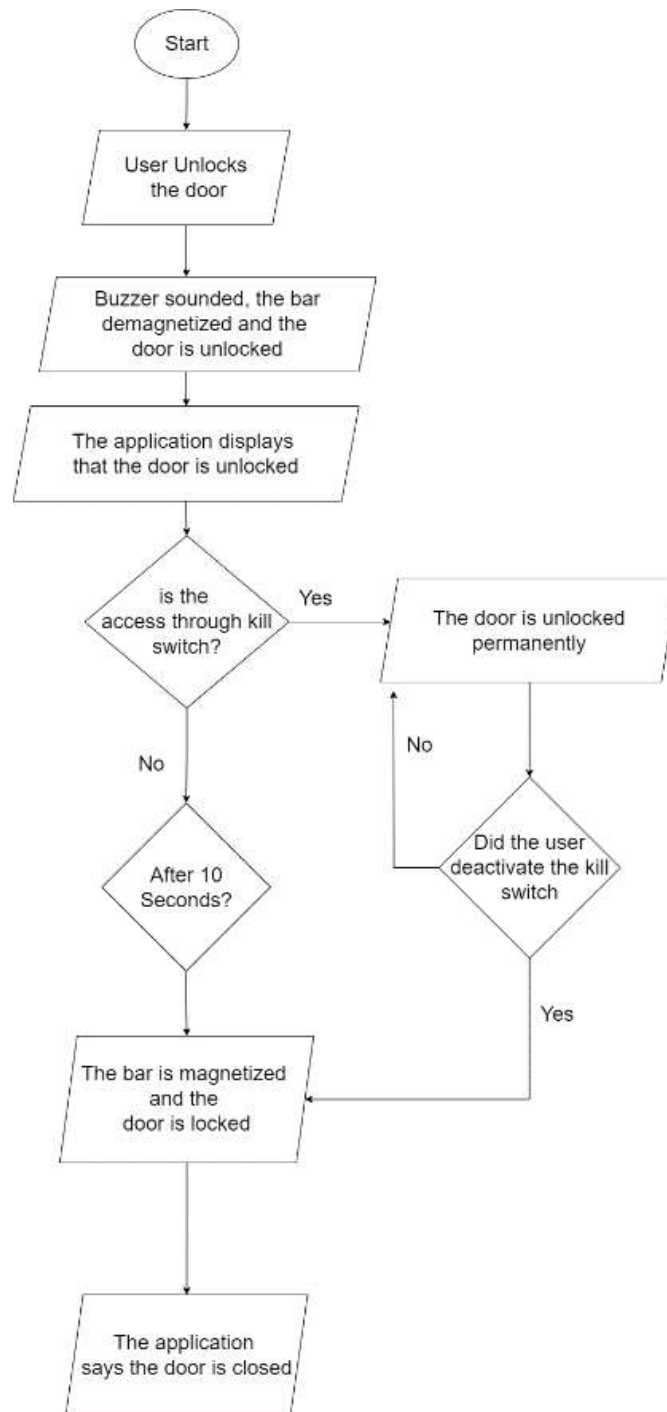 Start
User Unlocks
the door
Buzzer sounded, the bar
demagnetized and the
door is unlocked
The application displays
that the door is unlocked
is the
access through kill
switch?
Yes
The door is unlocked
permanently
No
No
Did the user
deactivate the kill
switch
After 10
Seconds?
Yes
The bar is magnetized
and the
door is locked
The application
says the door is closed